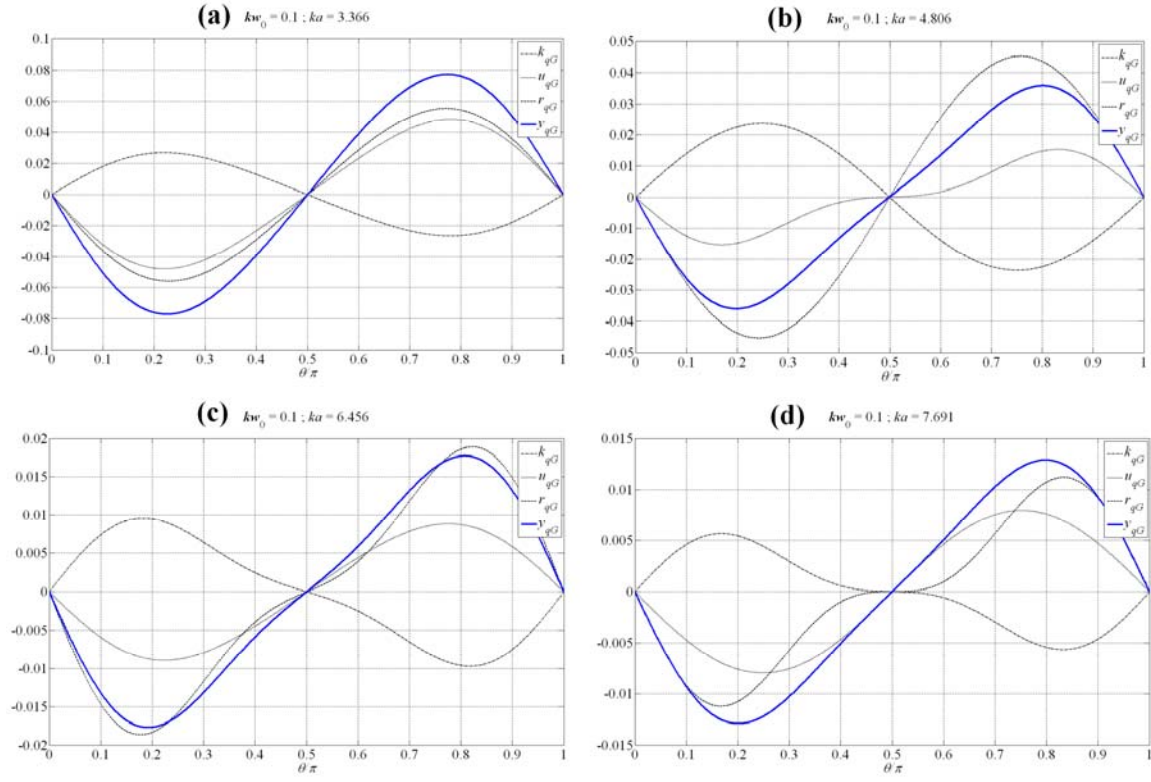 (a) kw0 = 0.1 ; ka = 3.366
0.1
0.08
0.06
0.04
0.02
0
-0.02
-0.04
-0.06
-0.08
-0.1
0 0.1 0.2 0.3 0.4 0.5 0.6 0.7 0.8 0.9 1
θ/π
kqG
uqG
rqG
yqG
(b) kw0 = 0.1 ; ka = 4.806
0.05
0.04
0.03
0.02
0.01
0
-0.01
-0.02
-0.03
-0.04
-0.05
0 0.1 0.2 0.3 0.4 0.5 0.6 0.7 0.8 0.9 1
θ/π
kqG
uqG
rqG
yqG
(c) kw0 = 0.1 ; ka = 6.456
0.02
0.015
0.01
0.005
0
-0.005
-0.01
-0.015
-0.02
0 0.1 0.2 0.3 0.4 0.5 0.6 0.7 0.8 0.9 1
θ/π
kqG
uqG
rqG
yqG
(d) kw0 = 0.1 ; ka = 7.691
0.015
0.01
0.005
0
-0.005
-0.01
-0.015
0 0.1 0.2 0.3 0.4 0.5 0.6 0.7 0.8 0.9 1
θ/π
kqG
uqG
rqG
yqG